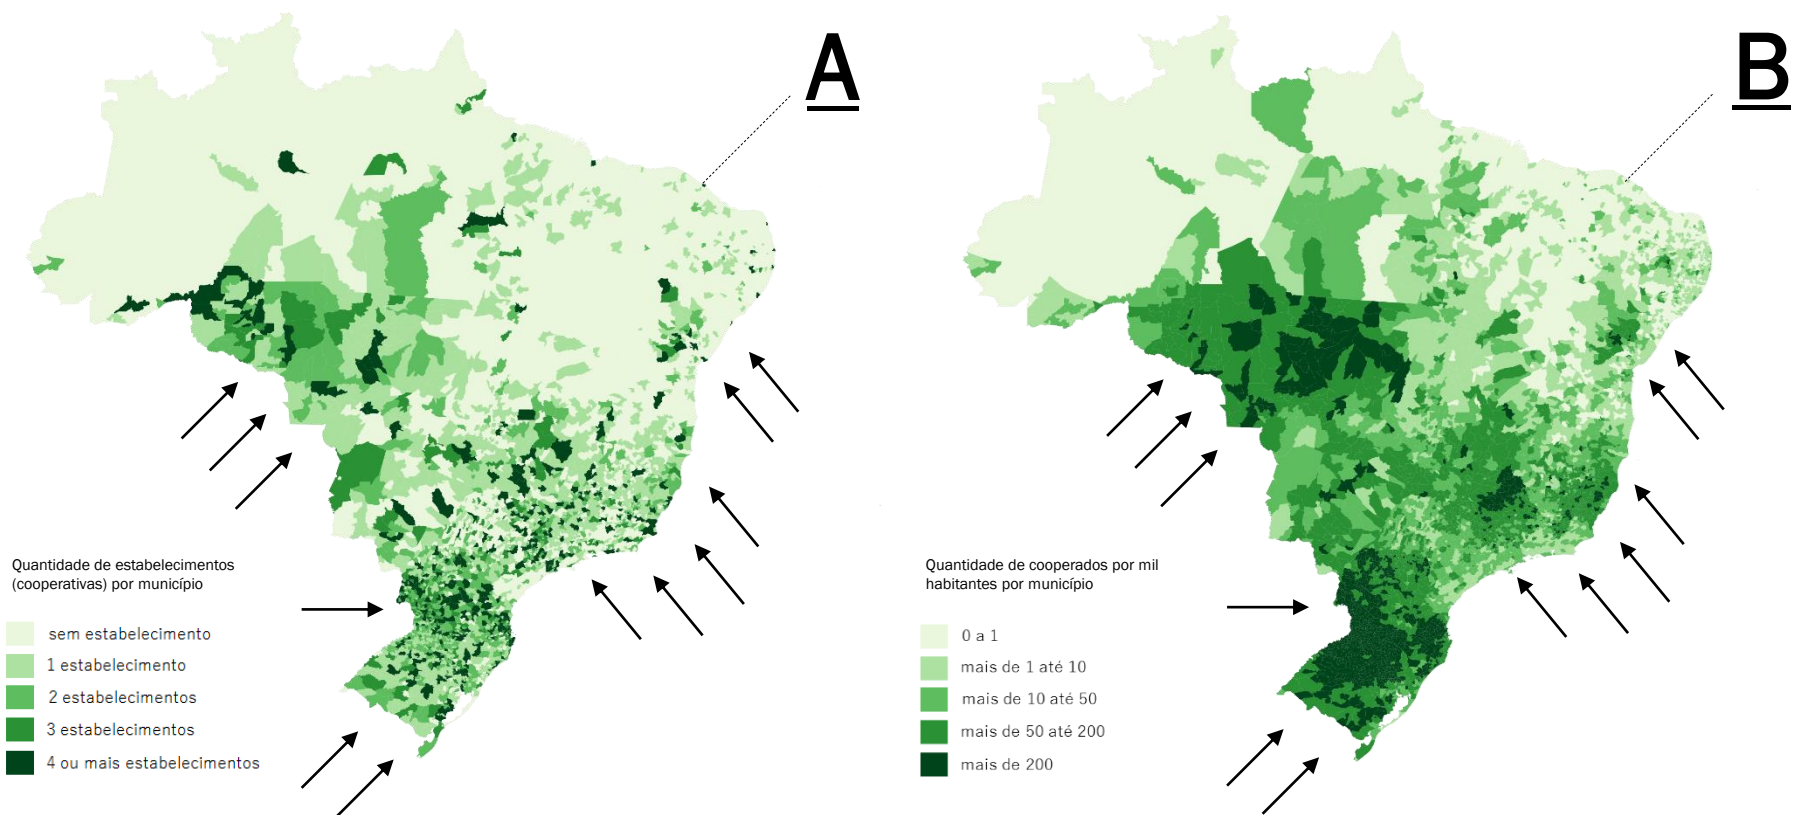 A
Quantidade de estabelecimentos
(cooperativas) por município
sem estabelecimento
1 estabelecimento
2 estabelecimentos
3 estabelecimentos
4 ou mais estabelecimentos
B
Quantidade de cooperados por mil
habitantes por município
0 a 1
mais de 1 até 10
mais de 10 até 50
mais de 50 até 200
mais de 200